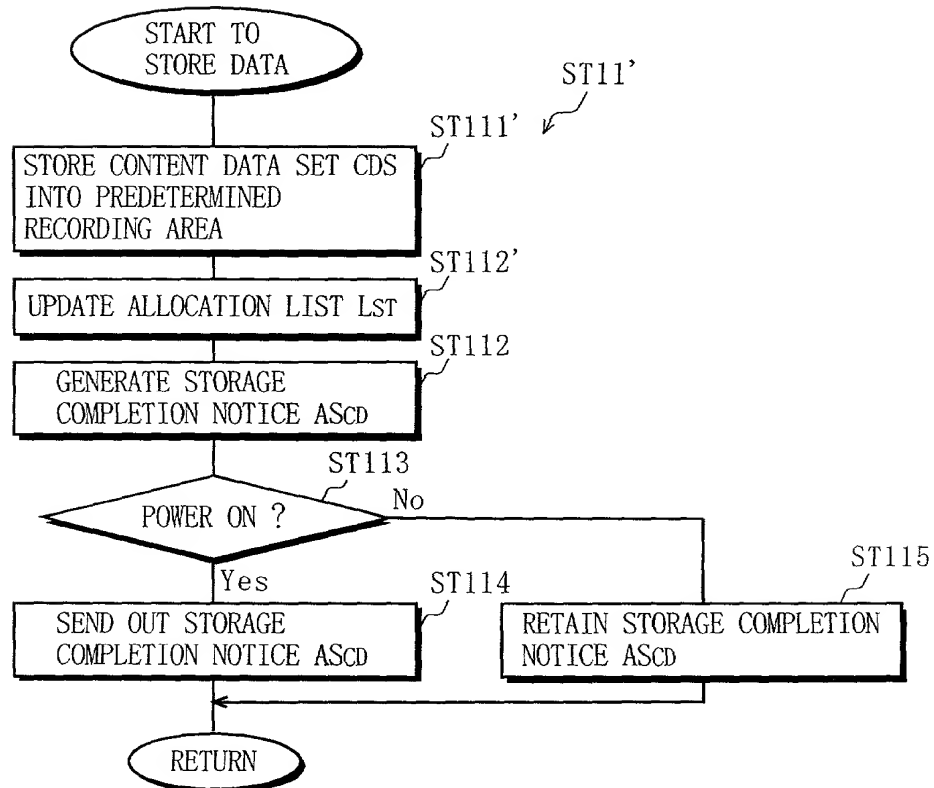 START TO
STORE DATA
ST11'
ST111'
STORE CONTENT DATA SET CDS
INTO PREDETERMINED
RECORDING AREA
ST112'
UPDATE ALLOCATION LIST LST
ST112
GENERATE STORAGE
COMPLETION NOTICE ASCD
ST113
POWER ON ?
No
Yes
ST114
SEND OUT STORAGE
COMPLETION NOTICE ASCD
ST115
RETAIN STORAGE COMPLETION
NOTICE ASCD
RETURN